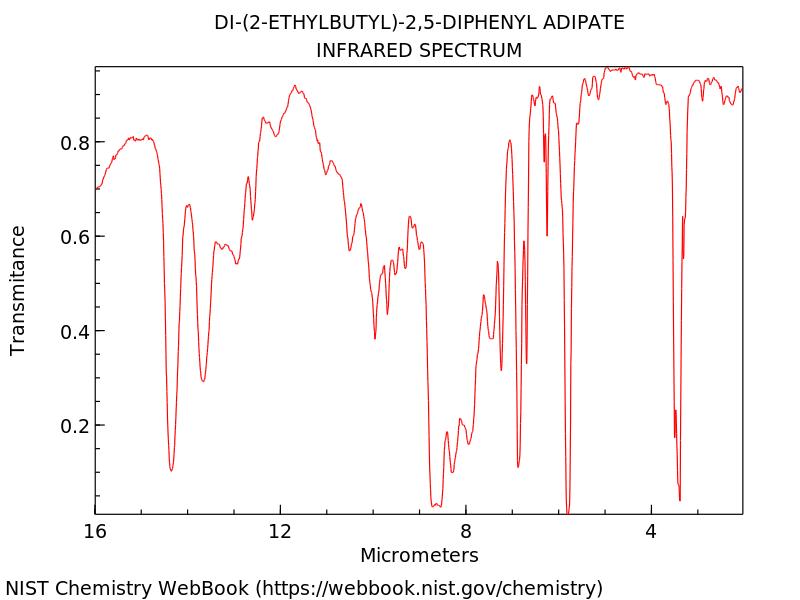 DI-(2-ETHYLBUTYL)-2,5-DIPHENYL ADIPATE
INFRARED SPECTRUM
0.8
0.6
0.4
0.2
Transmitance
16 12 8 4
Micrometers
NIST Chemistry WebBook (https://webbook.nist.gov/chemistry)